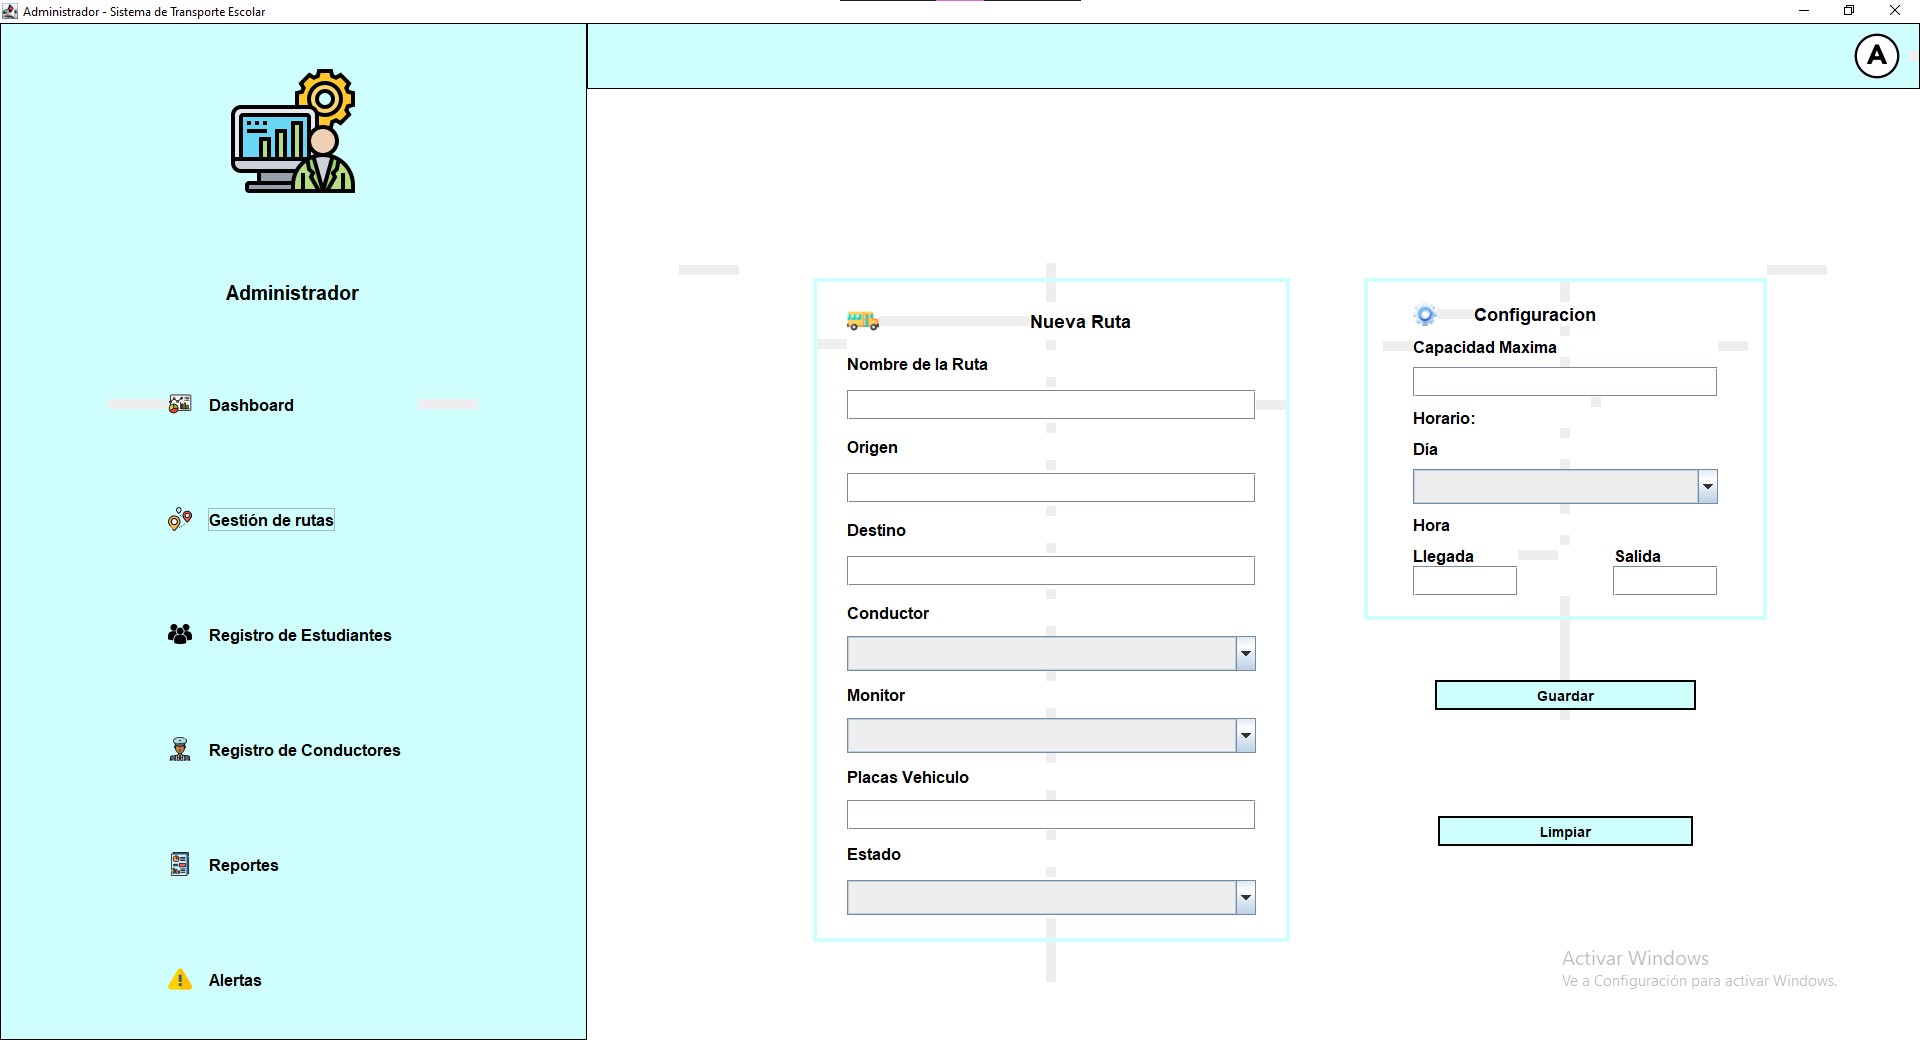 Administrador - Sistema de Transporte Escolar
A
Administrador
Dashboard
Gestión de rutas
Registro de Estudiantes
Registro de Conductores
Reportes
Alertas
Nueva Ruta
Nombre de la Ruta
Origen
Destino
Conductor
Monitor
Placas Vehiculo
Estado
Configuracion
Capacidad Maxima
Horario:
Día
Hora
Llegada Salida
Guardar
Limpiar
Activar Windows
Ve a Configuración para activar Windows.